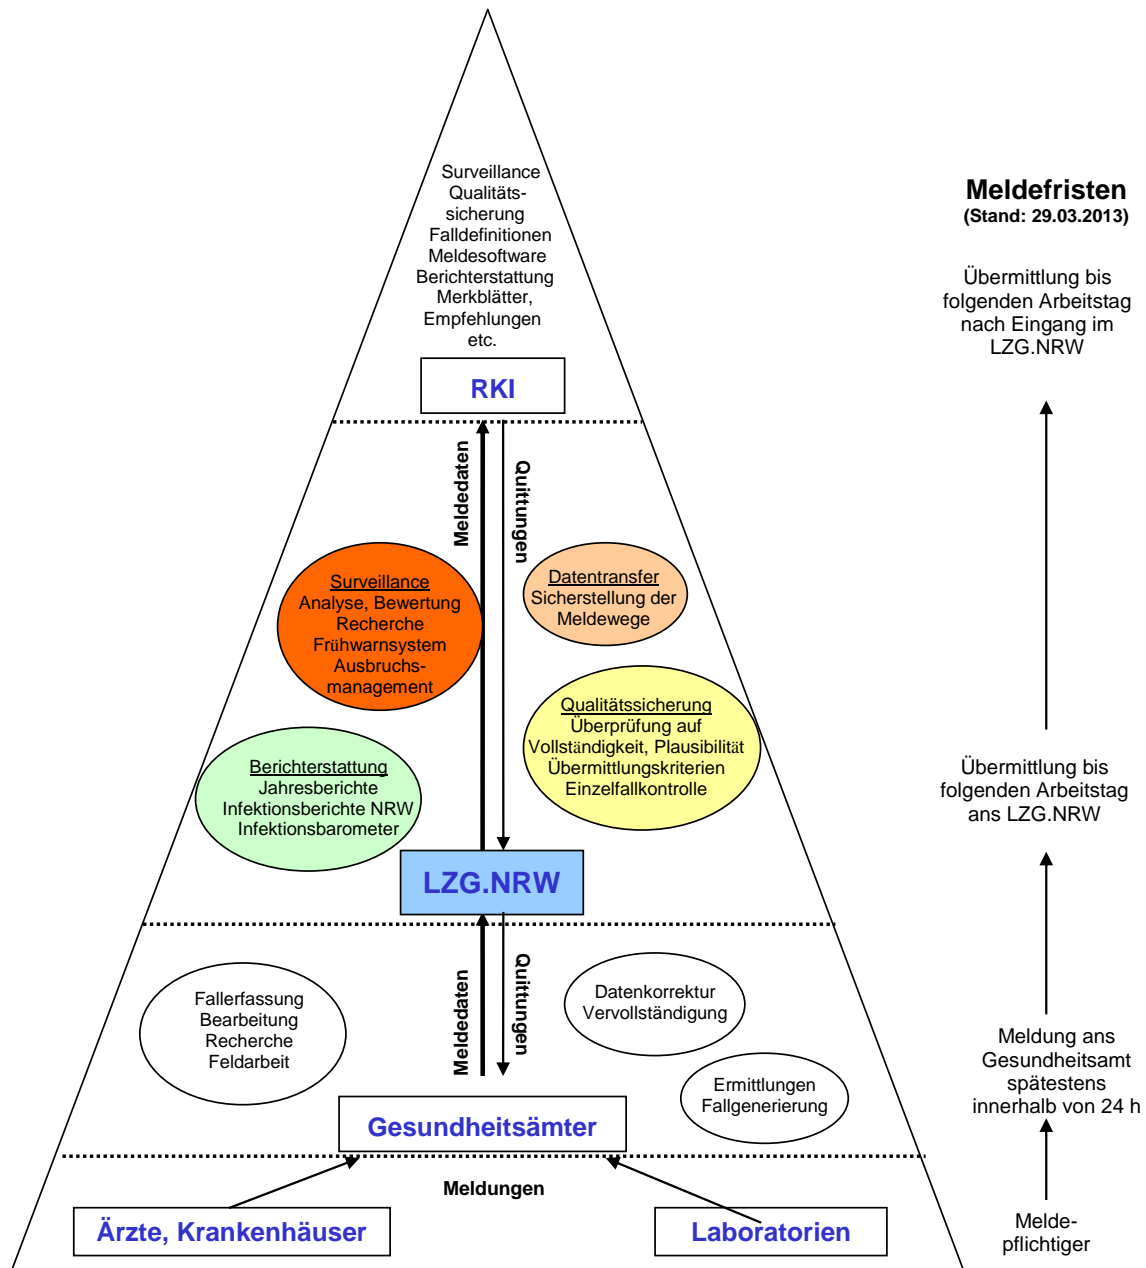 Surveillance
Qualitäts-
sicherung
Falldefinitionen
Meldesoftware
Berichterstattung
Merkblätter,
Empfehlungen
etc.
RKI
Meldefristen
(Stand: 29.03.2013)
Übermittlung bis
folgenden Arbeitstag
nach Eingang im
LZG.NRW
Meldedaten
Quittungen
Surveillance
Analyse, Bewertung
Recherche
Frühwarnsystem
Ausbruchs-
management
Datentransfer
Sicherstellung der
Meldewege
Qualitätssicherung
Überprüfung auf
Vollständigkeit, Plausibilität
Übermittlungskriterien
Einzelfallkontrolle
Berichterstattung
Jahresberichte
Infektionsberichte NRW
Infektionsbarometer
Übermittlung bis
folgenden Arbeitstag
ans LZG.NRW
LZG.NRW
Meldedaten
Quittungen
Fallerfassung
Bearbeitung
Recherche
Feldarbeit
Datenkorrektur
Vervollständigung
Ermittlungen
Fallgenerierung
Meldung ans
Gesundheitsamt
spätestens
innerhalb von 24 h
Gesundheitsämter
Meldungen
Ärzte, Krankenhäuser
Laboratorien
Melde-
pflichtiger